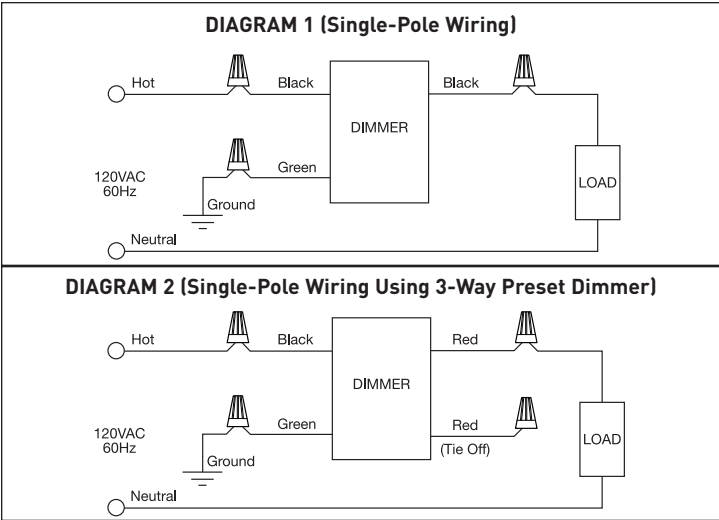 DIAGRAM 1 (Single-Pole Wiring)
Hot
Black
Black
DIMMER
Green
120VAC
60Hz
Ground
LOAD
Neutral
DIAGRAM 2 (Single-Pole Wiring Using 3-Way Preset Dimmer)
Hot
Black
Red
DIMMER
Green
Red
(Tie Off)
120VAC
60Hz
Ground
LOAD
Neutral